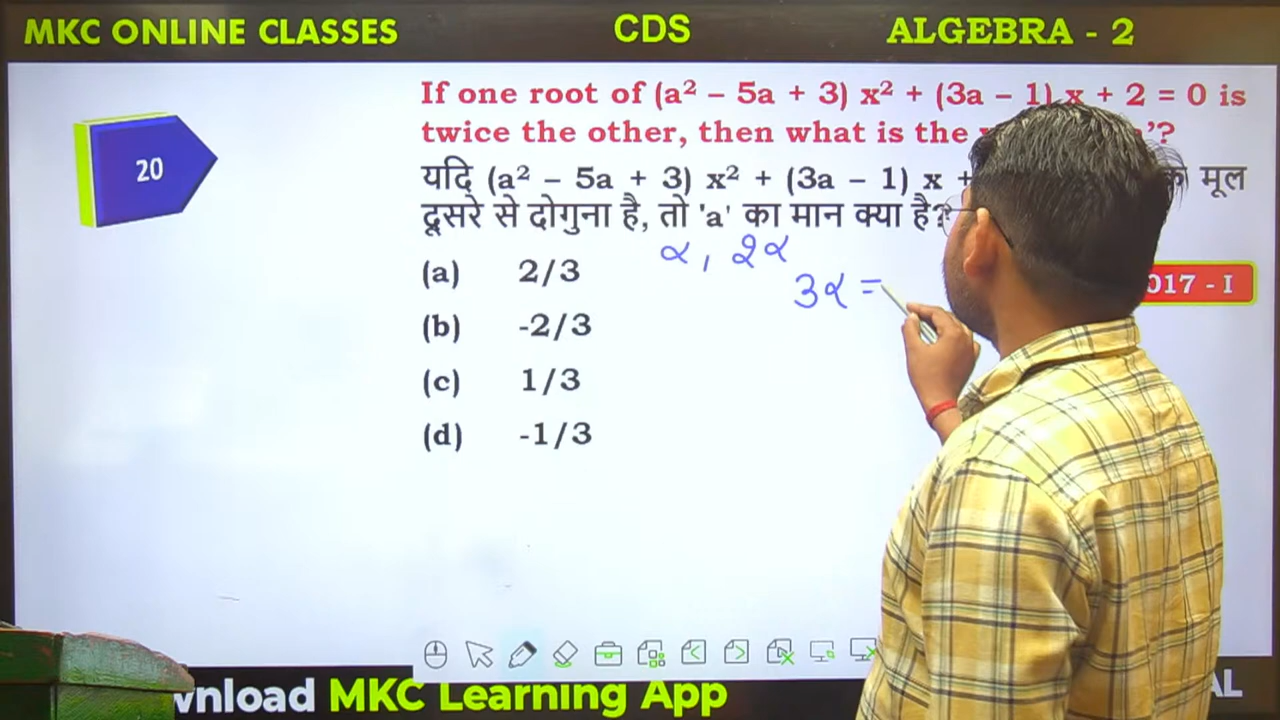 MKC ONLINE CLASSES CDS ALGEBRA - 2
20
If one root of (a² – 5a + 3) x² + (3a – 1) x + 2 = 0 is
twice the other, then what is the
यदि (a² – 5a + 3) x² + (3a – 1) x + मूल
दूसरे से दोगुना है, तो 'a' का मान क्या है?
α, 2α
3α =
017 - I
(a) 2/3
(b) -2/3
(c) 1/3
(d) -1/3
MKC Learning App